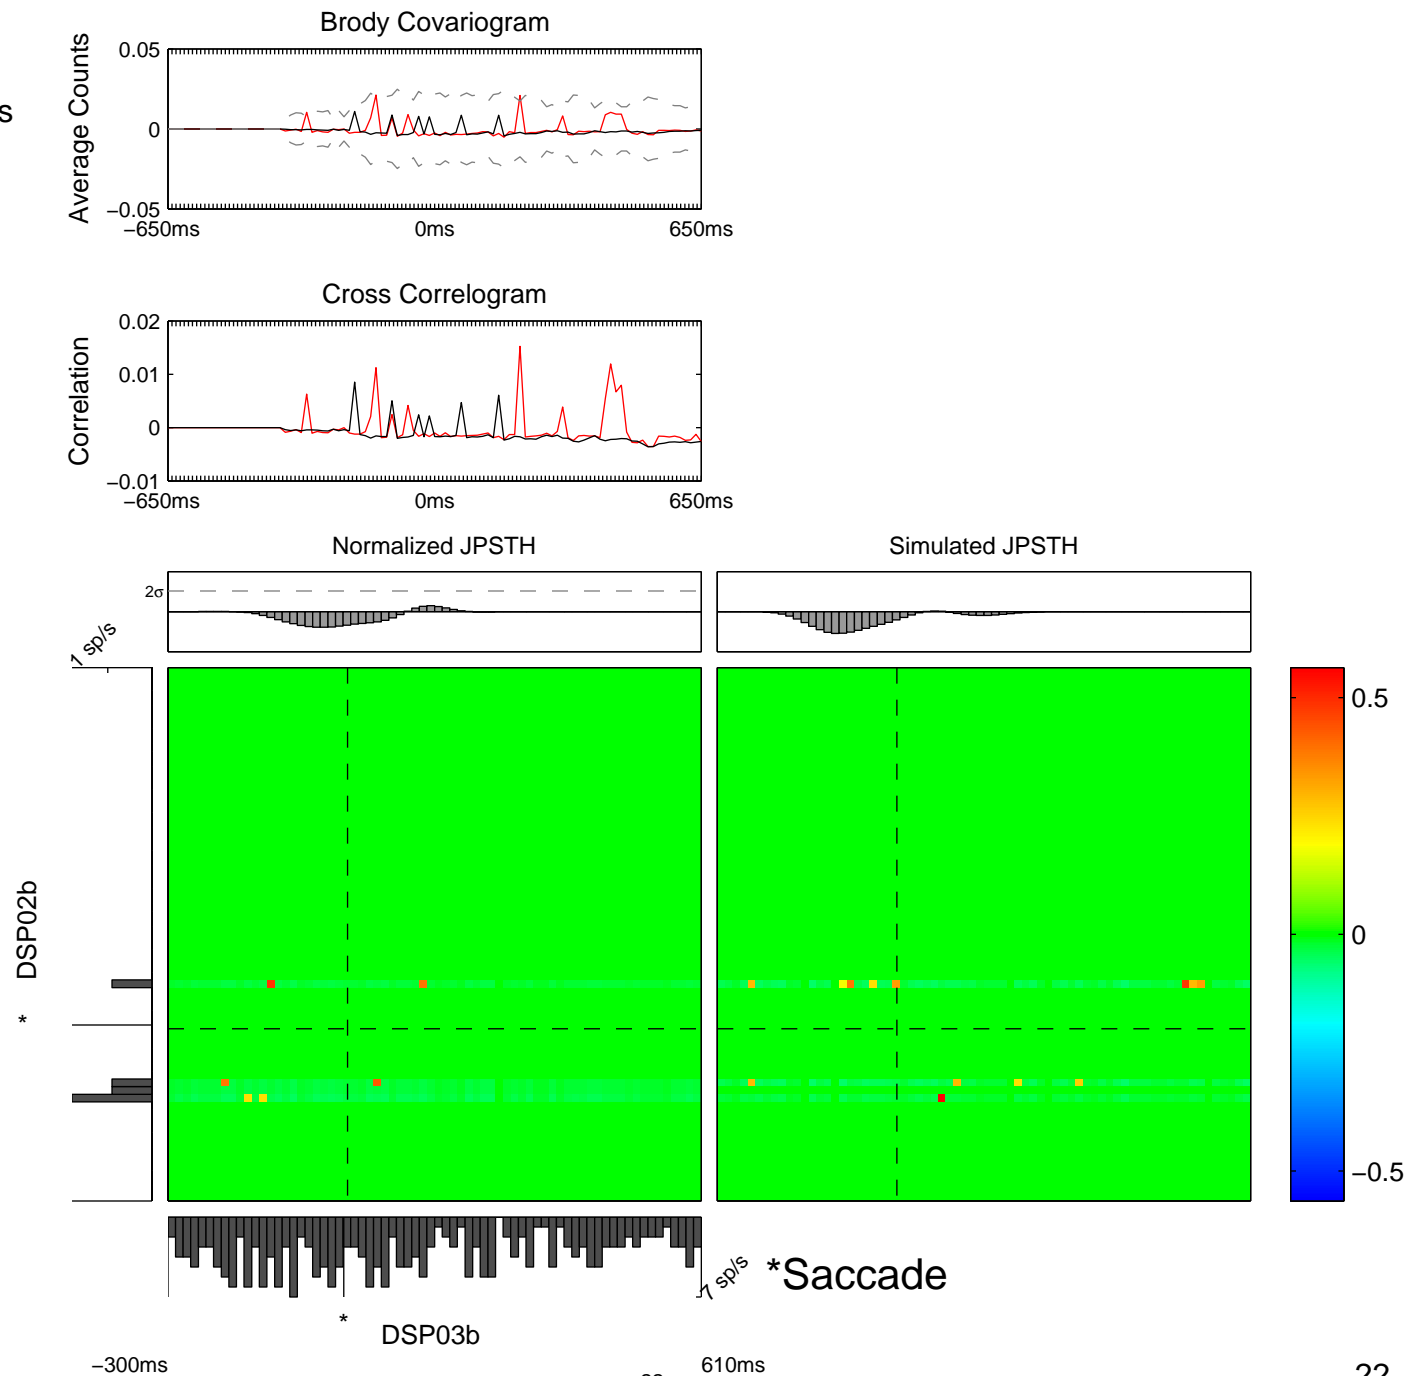 Brody Covariogram
s
Average Counts
0.05
0
−0.05
−650ms 0ms 650ms
Cross Correlogram
Correlation
0.02
0.01
0
−0.01
−650ms 0ms 650ms
Normalized JPSTH
Simulated JPSTH
2σ
1 sp/s
DSP02b
*
0.5
0
−0.5
7 sp/s
*Saccade
*
DSP03b
−300ms 610ms
22